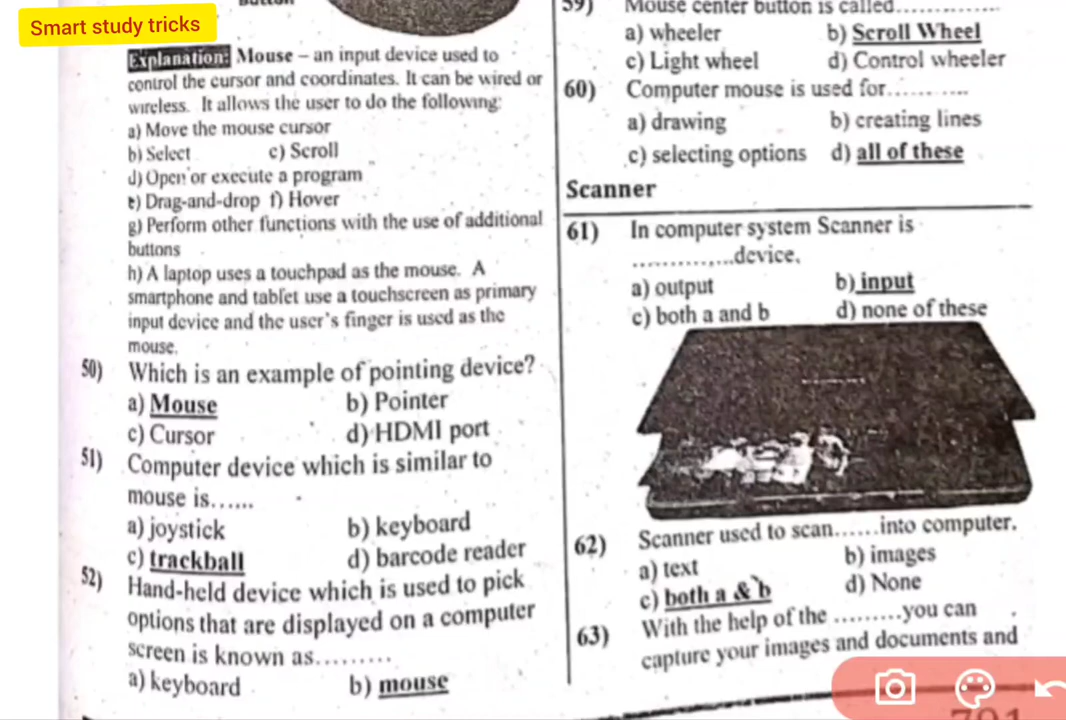 Smart study tricks
Button
Explanation: Mouse – an input device used to
control the cursor and coordinates. It can be wired or
wireless. It allows the user to do the following:
a) Move the mouse cursor
b) Select c) Scroll
d) Open or execute a program
e) Drag-and-drop f) Hover
g) Perform other functions with the use of additional
buttons
h) A laptop uses a touchpad as the mouse. A
smartphone and tablet use a touchscreen as primary
input device and the user's finger is used as the
mouse.
50) Which is an example of pointing device?
a) Mouse b) Pointer
c) Cursor d) HDMI port
51) Computer device which is similar to
mouse is......
a) joystick b) keyboard
c) trackball d) barcode reader
52) Hand-held device which is used to pick
options that are displayed on a computer
screen is known as.........
a) keyboard b) mouse
59) Mouse center button is called..............
a) wheeler b) Scroll Wheel
c) Light wheel d) Control wheeler
60) Computer mouse is used for...........
a) drawing b) creating lines
c) selecting options d) all of these
Scanner
61) In computer system Scanner is
.............device.
a) output b) input
c) both a and b d) none of these
62) Scanner used to scan......into computer.
a) text b) images
c) both a & b d) None
63) With the help of the .........you can
capture your images and documents and